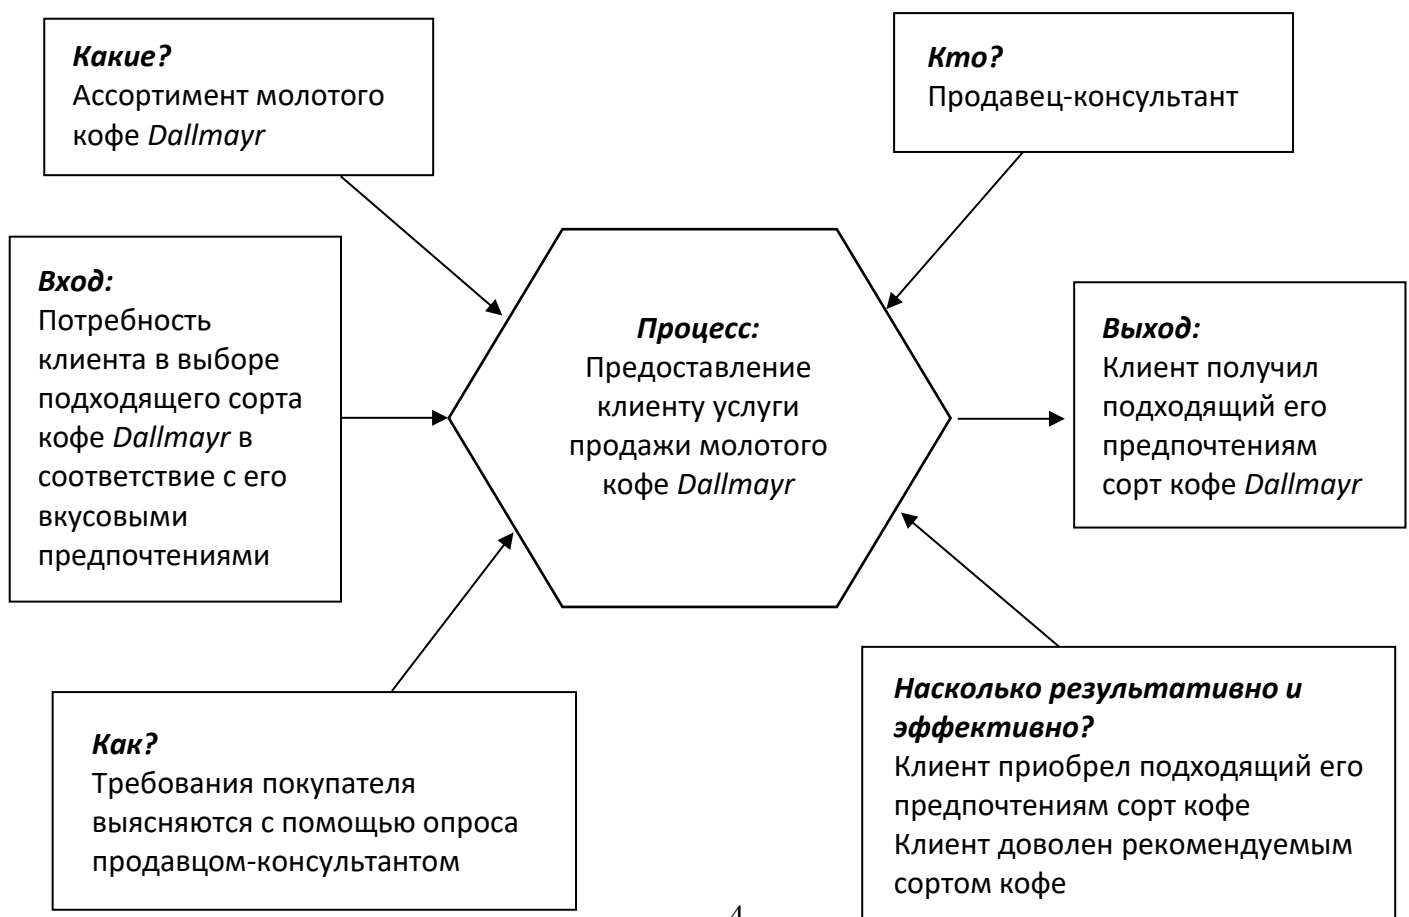 Какие?
Ассортимент молотого
кофе Dallmayr
Кто?
Продавец-консультант
Вход:
Потребность
клиента в выборе
подходящего сорта
кофе Dallmayr в
соответствие с его
вкусовыми
предпочтениями
Процесс:
Предоставление
клиенту услуги
продажи молотого
кофе Dallmayr
Выход:
Клиент получил
подходящий его
предпочтениям
сорт кофе Dallmayr
Как?
Требования покупателя
выясняются с помощью опроса
продавцом-консультантом
Насколько результативно и
эффективно?
Клиент приобрел подходящий его
предпочтениям сорт кофе
Клиент доволен рекомендуемым
сортом кофе
4